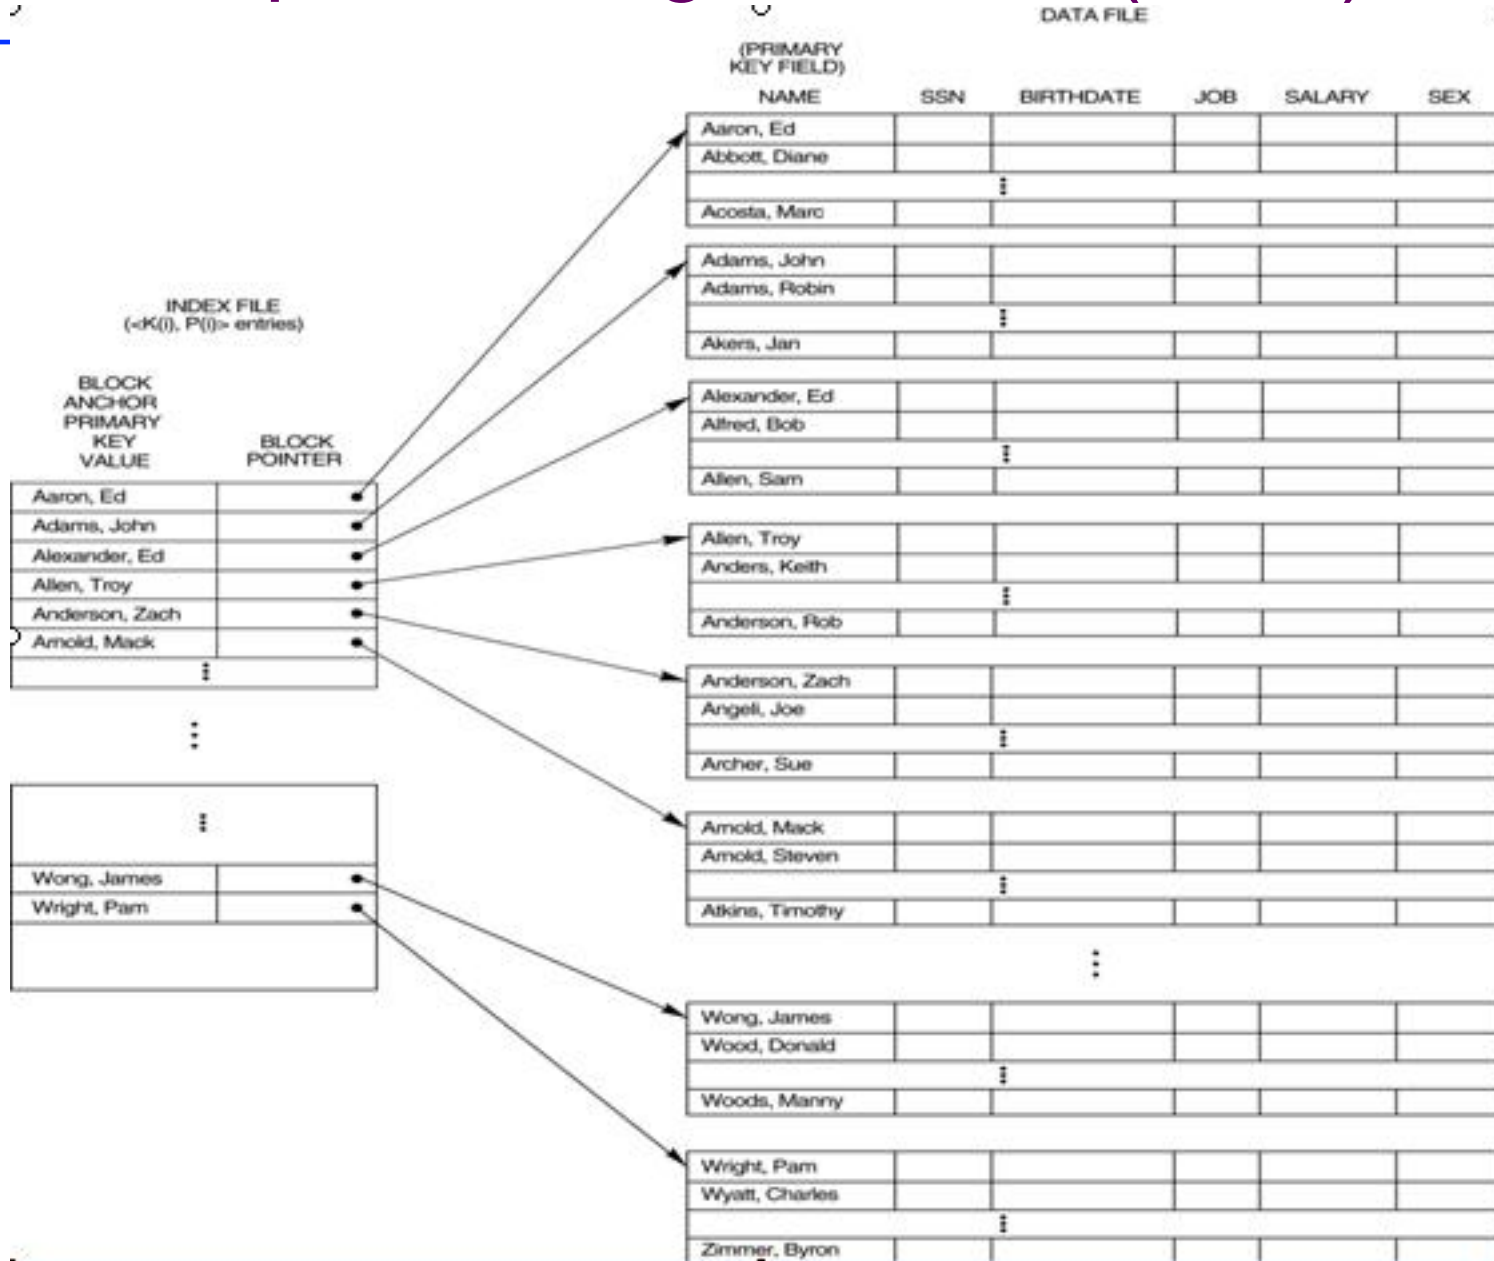 DATA FILE
(PRIMARY
KEY FIELD)
NAME SSN BIRTHDATE JOB SALARY SEX
Aaron, Ed
Abbott, Diane
Acosta, Marc
Adams, John
Adams, Robin
Akers, Jan
Alexander, Ed
Alfred, Bob
Allen, Sam
Allen, Troy
Anders, Keith
Anderson, Rob
Anderson, Zach
Angeli, Joe
Archer, Sue
Arnold, Mack
Arnold, Steven
Atkins, Timothy
Wong, James
Wood, Donald
Woods, Manny
Wright, Pam
Wyatt, Charles
Zimmer, Byron
INDEX FILE
(<K(i), P(i)> entries)
BLOCK
ANCHOR
PRIMARY
KEY
VALUE
BLOCK
POINTER
Aaron, Ed
Adams, John
Alexander, Ed
Allen, Troy
Anderson, Zach
Arnold, Mack
Wong, James
Wright, Pam